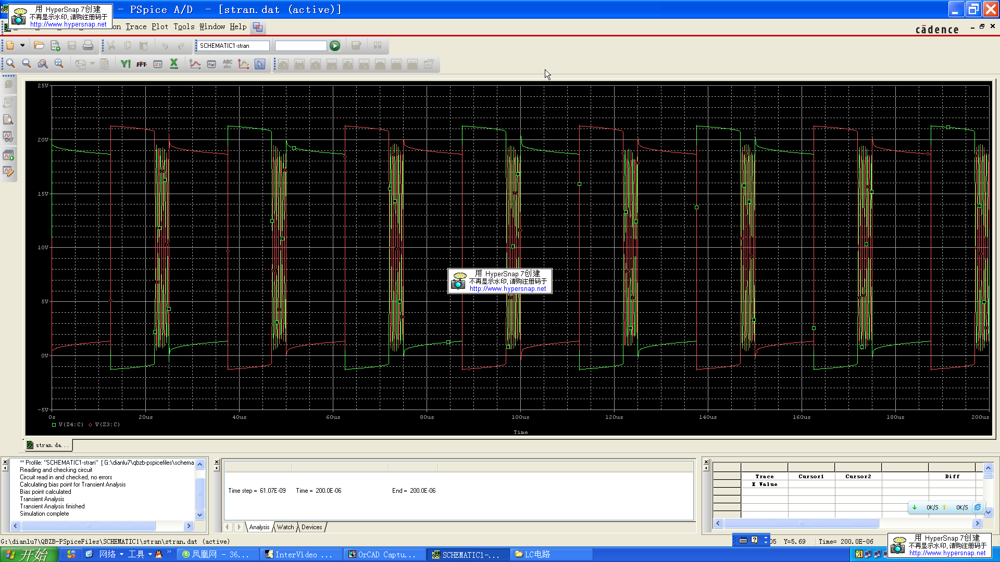 - PSpice A/D - [stran.dat (active)]
用 HyperSnap 7创建
不再显示水印, 请购注册码于
http://www.hypersnap.net
Trace Plot Tools Window Help
cādence
SCHEMATIC1-stran
FFT
ABC
abc
25V
20V
15V
10V
5V
0V
-5V
0s 20us 40us 60us 80us 100us 120us 140us 160us 180us 200us
V(Z4:C) V(Z3:C)
Time
用 HyperSnap 7创建
不再显示水印, 请购注册码于
http://www.hypersnap.net
stran.da...
** Profile: "SCHEMATIC1-stran" [ G:\dianlu7\qbzb-pspicefiles\schema
Reading and checking circuit
Circuit read in and checked, no errors
Calculating bias point for Transient Analysis
Bias point calculated
Transient Analysis
Transient Analysis finished
Simulation complete
Time step = 61.07E-09 Time = 200.0E-06 End = 200.0E-06
Analysis Watch Devices
Trace Cursor1 Cursor2 Diff
X Value
0K/S 0K/S
G:\dianlu7\QBZB-PSpiceFiles\SCHEMATIC1\stran\stran.dat (active)
05 Y=5.69 Time= 200.0E-06
用 HyperSnap 7创建
不再显示水印, 请购注册码于
http://www.hypersnap.net
开始 网络 工具 凤凰网 - 36... InterVideo ... OrCAD Captu... SCHEMATIC1-... LC电路